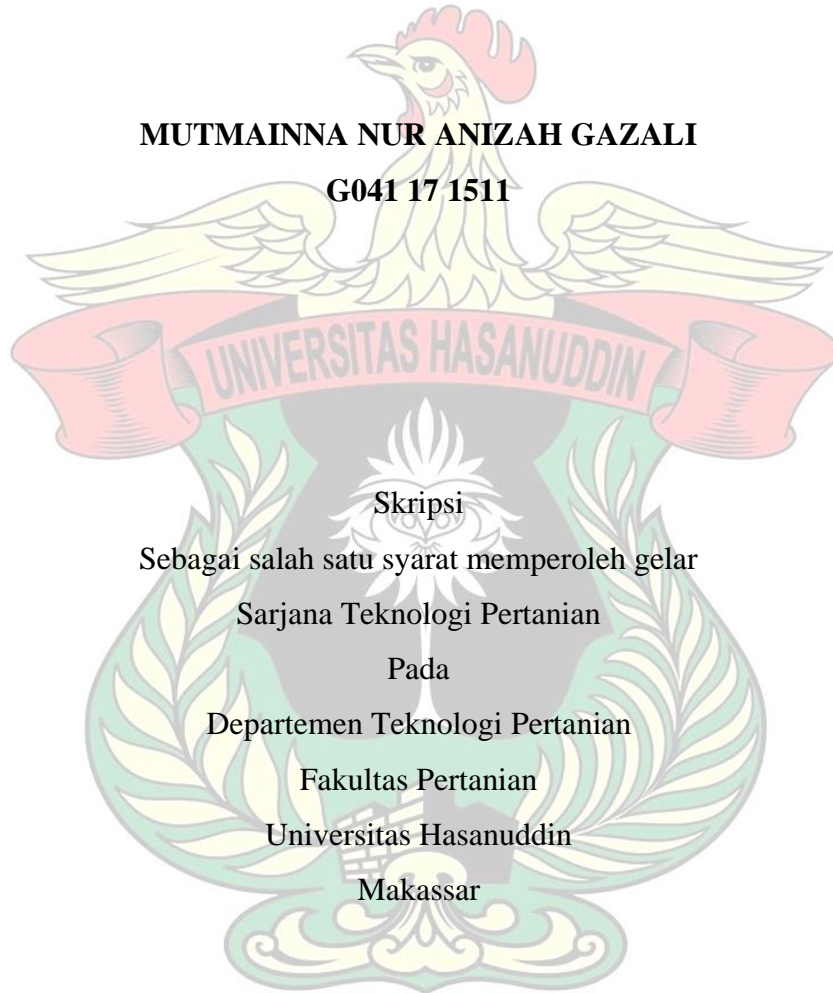 MUTMAINNA NUR ANIZAH GAZALI
G041 17 1511
UNIVERSITAS HASANUDDIN
Skripsi
Sebagai salah satu syarat memperoleh gelar
Sarjana Teknologi Pertanian
Pada
Departemen Teknologi Pertanian
Fakultas Pertanian
Universitas Hasanuddin
Makassar